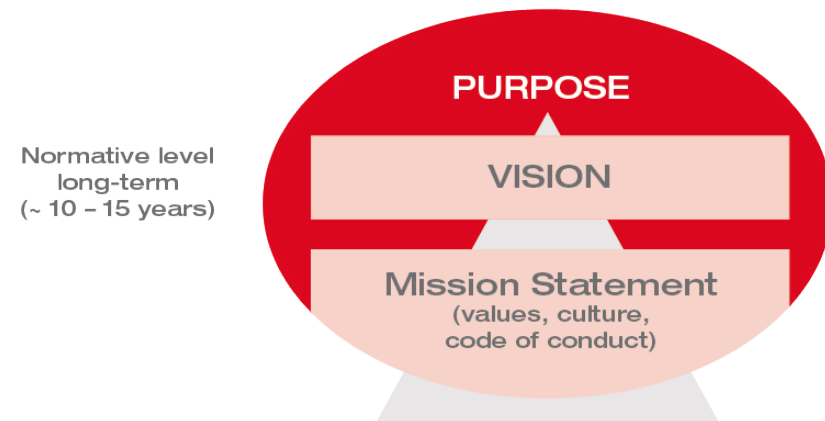 PURPOSE
Normative level
long-term
(~ 10 – 15 years)
VISION
Mission Statement
(values, culture,
code of conduct)